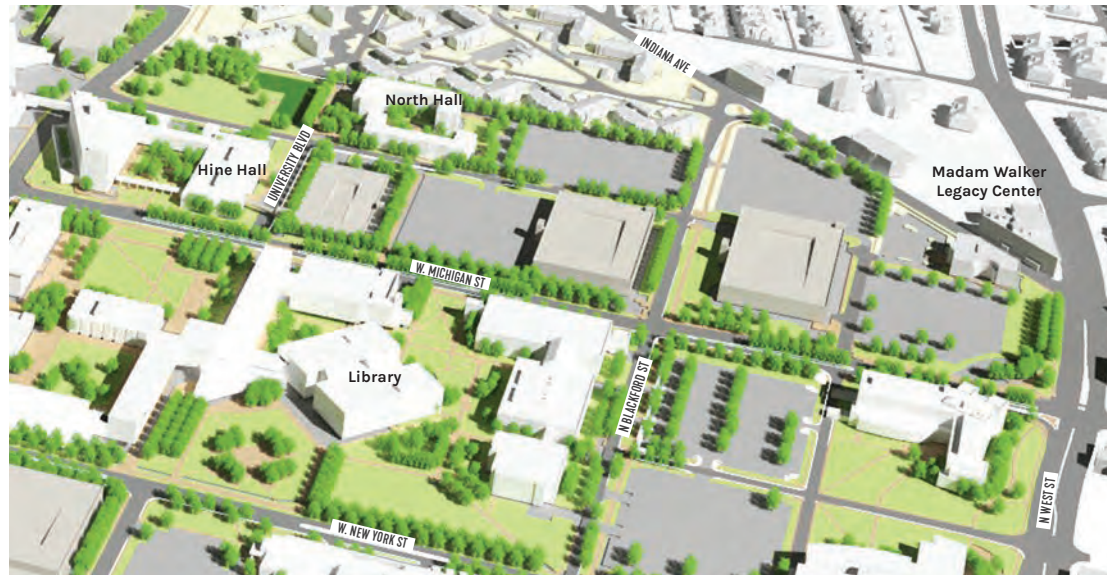 INDIANA AVE
North Hall
Hine Hall
UNIVERSITY BLVD
Madam Walker
Legacy Center
W. MICHIGAN ST
Library
N BLACKFORD ST
N WEST ST
W. NEW YORK ST